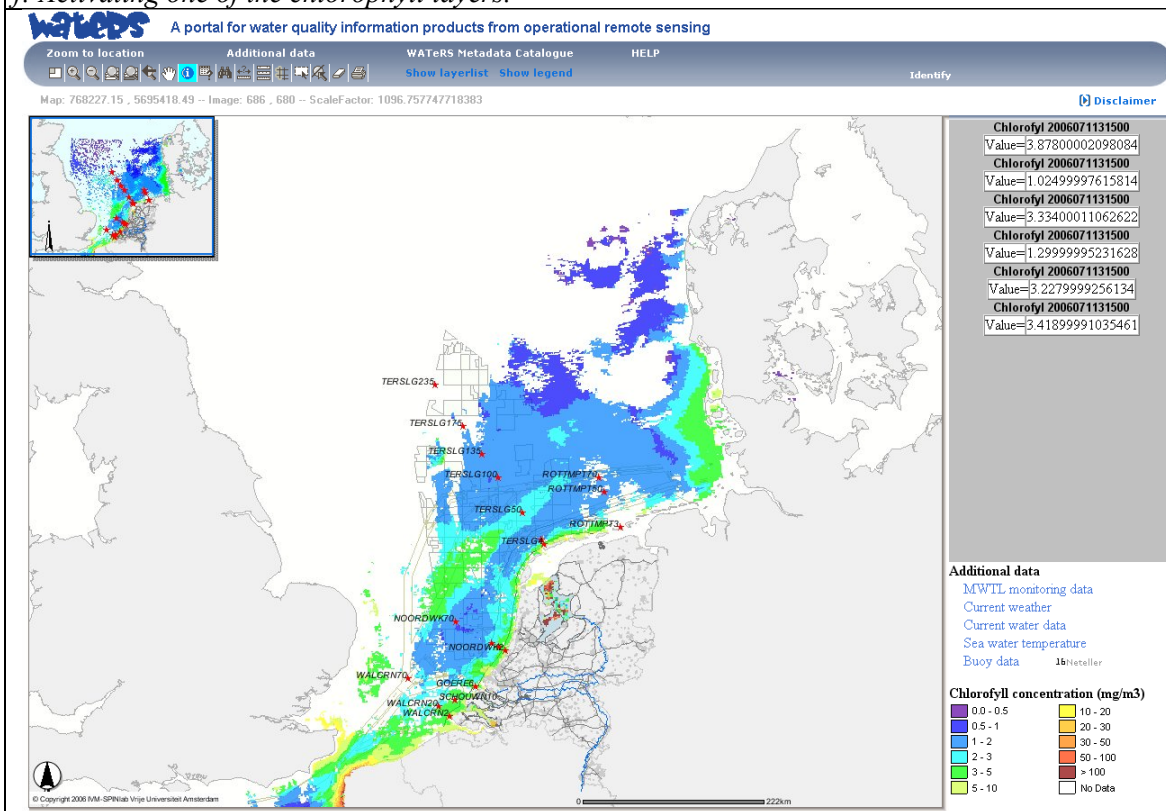 f. Activating one of the chlorophyll layers.
WATeRS A portal for water quality information products from operational remote sensing
Zoom to location Additional data WATeRS Metadata Catalogue HELP
Show layerlist Show legend Identify
Map: 768227.15 , 5695418.49 -- Image: 686 , 680 -- ScaleFactor: 1096.757747718383
Disclaimer
Chlorofyl 2006071131500
Value=3.87800002098084
Chlorofyl 2006071131500
Value=1.02499997615814
Chlorofyl 2006071131500
Value=3.33400011062622
Chlorofyl 2006071131500
Value=1.29999995231628
Chlorofyl 2006071131500
Value=3.2279999256134
Chlorofyl 2006071131500
Value=3.41899991035461
TERSLG235
TERSLG175
TERSLG135
TERSLG100
ROTTMPT70
ROTTMPT50
TERSLG50
ROTTMPT3
TERSLG4
NOORDWK70
NOORDWK2
WALCRN70
GOERE6
SCHOUWN10
WALCRN20
WALCRN2
Additional data
MWTL monitoring data
Current weather
Current water data
Sea water temperature
Buoy data
Neteller
Chlorofyll concentration (mg/m3)
0.0 - 0.5 10 - 20
0.5 - 1 20 - 30
1 - 2 30 - 50
2 - 3 50 - 100
3 - 5 > 100
5 - 10 No Data
© Copyright 2006 IVM-SPINlab Vrije Universiteit Amsterdam
0 222km